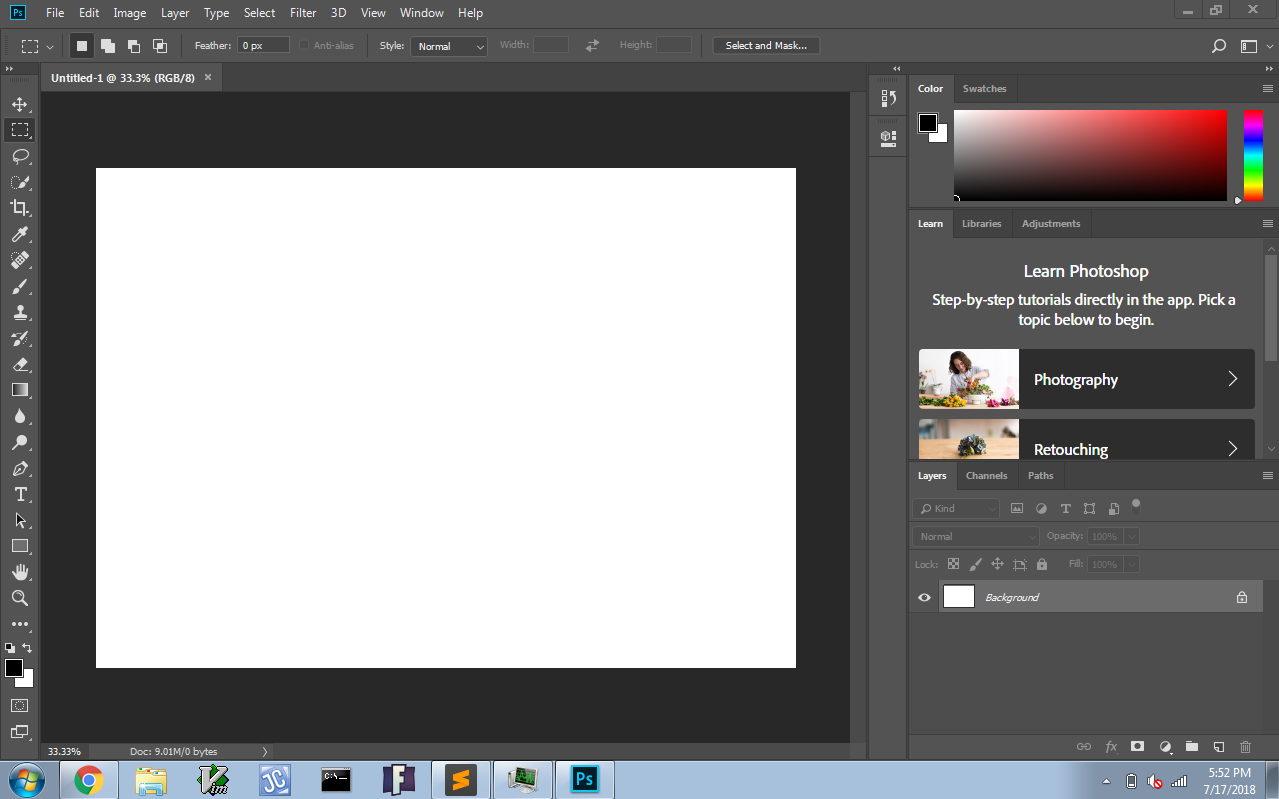 Ps File Edit Image Layer Type Select Filter 3D View Window Help
Feather: 0 px Anti-alias Style: Normal Width: Height: Select and Mask...
Untitled-1 @ 33.3% (RGB/8)
Color Swatches
Learn Libraries Adjustments
Learn Photoshop
Step-by-step tutorials directly in the app. Pick a
topic below to begin.
Photography
Retouching
Layers Channels Paths
Kind
Normal Opacity: 100%
Lock: Fill: 100%
Background
fx
33.33% Doc: 9.01M/0 bytes
Vim JC C:\_ F S Ps
5:52 PM
7/17/2018